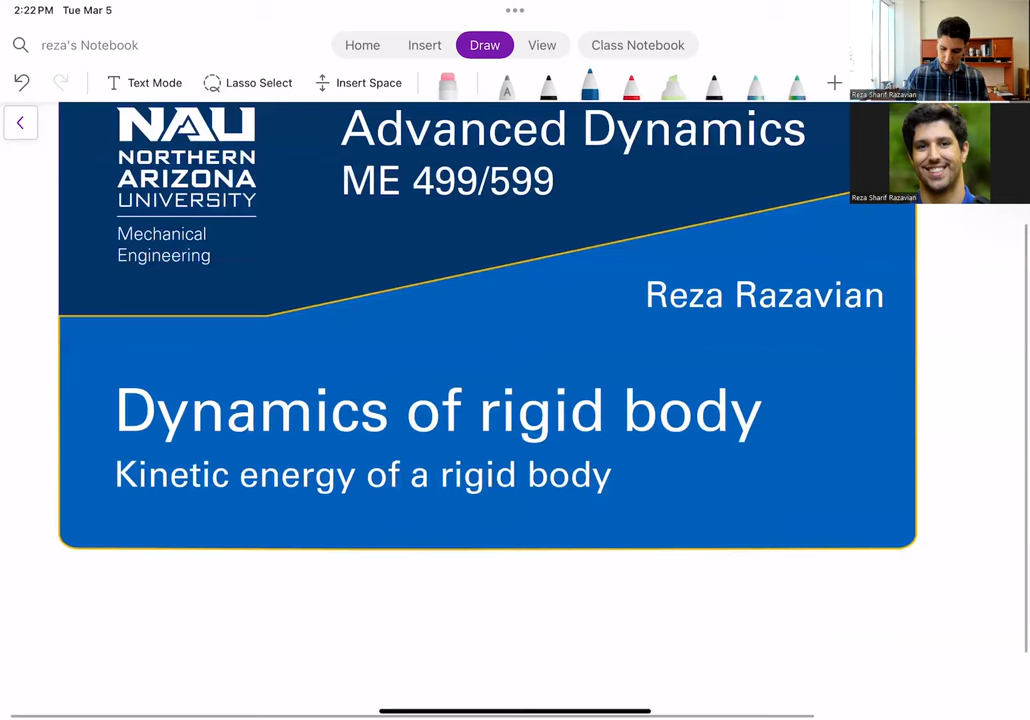 2:22 PM Tue Mar 5
reza's Notebook
Home Insert Draw View Class Notebook
Text Mode Lasso Select Insert Space
A
Reza Sharif Razavian
Reza Sharif Razavian
NAU
NORTHERN
ARIZONA
UNIVERSITY
Mechanical
Engineering
Advanced Dynamics
ME 499/599
Reza Razavian
Dynamics of rigid body
Kinetic energy of a rigid body